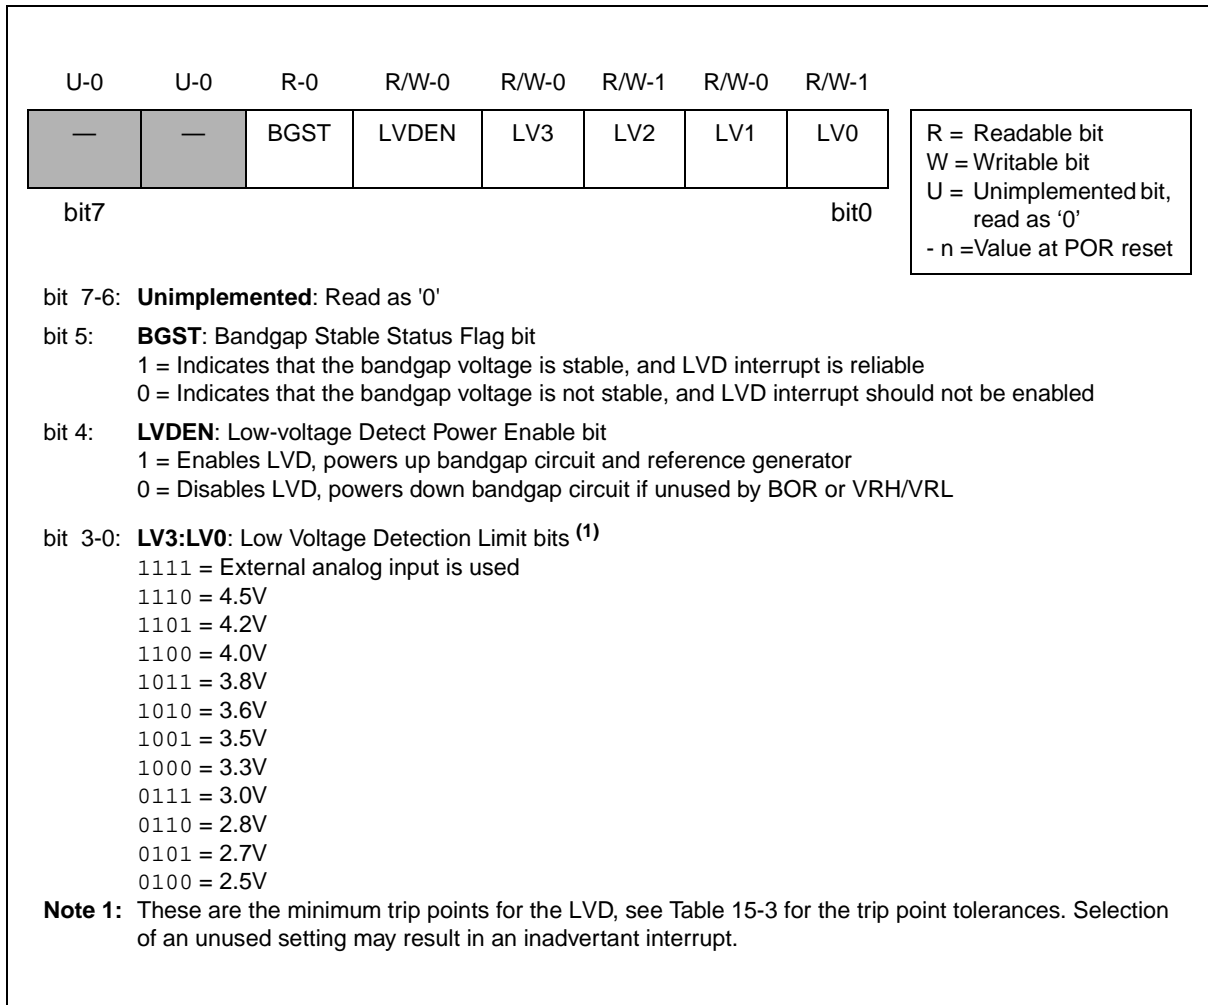 U-0 U-0 R-0 R/W-0 R/W-0 R/W-1 R/W-0 R/W-1
— — BGST LVDEN LV3 LV2 LV1 LV0
bit7 bit0
R = Readable bit
W = Writable bit
U = Unimplemented bit,
read as ‘0’
- n =Value at POR reset
bit 7-6: Unimplemented: Read as '0'
bit 5: BGST: Bandgap Stable Status Flag bit
1 = Indicates that the bandgap voltage is stable, and LVD interrupt is reliable
0 = Indicates that the bandgap voltage is not stable, and LVD interrupt should not be enabled
bit 4: LVDEN: Low-voltage Detect Power Enable bit
1 = Enables LVD, powers up bandgap circuit and reference generator
0 = Disables LVD, powers down bandgap circuit if unused by BOR or VRH/VRL
bit 3-0: LV3:LV0: Low Voltage Detection Limit bits (1)
1111 = External analog input is used
1110 = 4.5V
1101 = 4.2V
1100 = 4.0V
1011 = 3.8V
1010 = 3.6V
1001 = 3.5V
1000 = 3.3V
0111 = 3.0V
0110 = 2.8V
0101 = 2.7V
0100 = 2.5V
Note 1: These are the minimum trip points for the LVD, see Table 15-3 for the trip point tolerances. Selection
of an unused setting may result in an inadvertant interrupt.